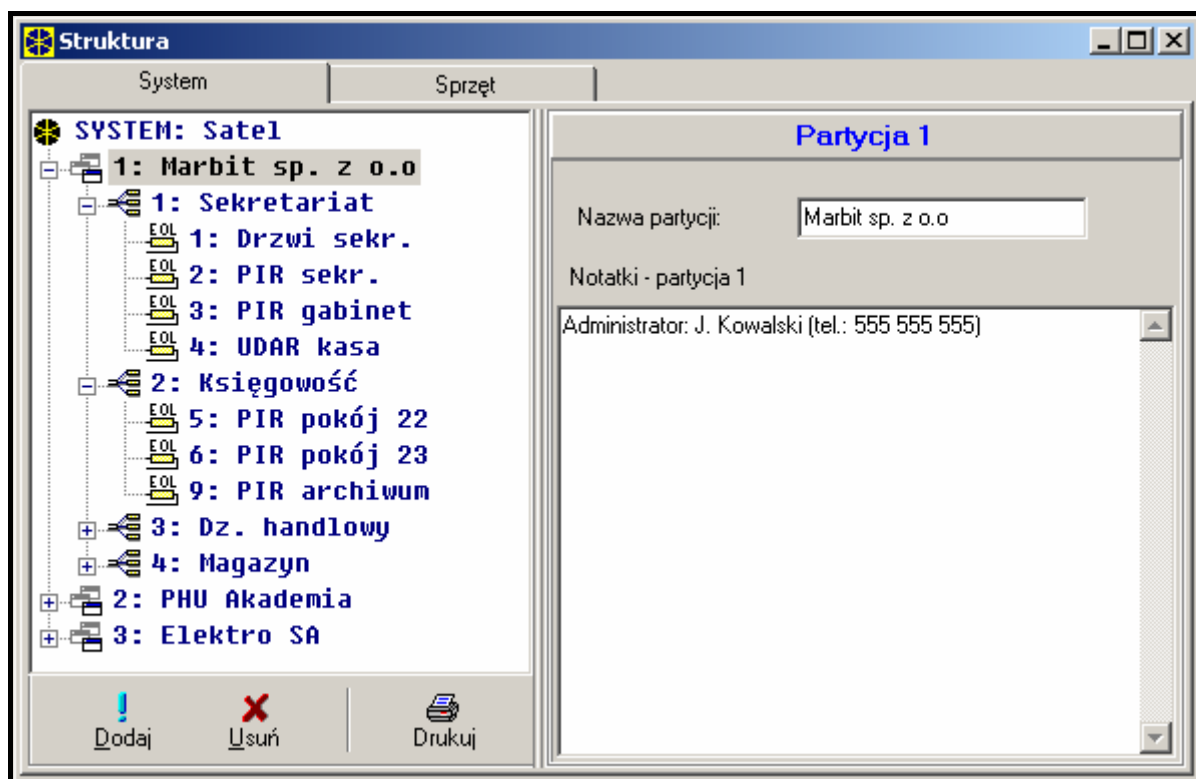 Struktura
System
Sprzęt
SYSTEM: Satel
1: Marbit sp. z o.o
1: Sekretariat
EOL 1: Drzwi sekr.
EOL 2: PIR sekr.
EOL 3: PIR gabinet
EOL 4: UDAR kasa
2: Księgowość
EOL 5: PIR pokój 22
EOL 6: PIR pokój 23
EOL 9: PIR archiwum
3: Dz. handlowy
4: Magazyn
2: PHU Akademia
3: Elektro SA
Dodaj
Usuń
Drukuj
Partycja 1
Nazwa partycji: Marbit sp. z o.o
Notatki - partycja 1
Administrator: J. Kowalski (tel.: 555 555 555)